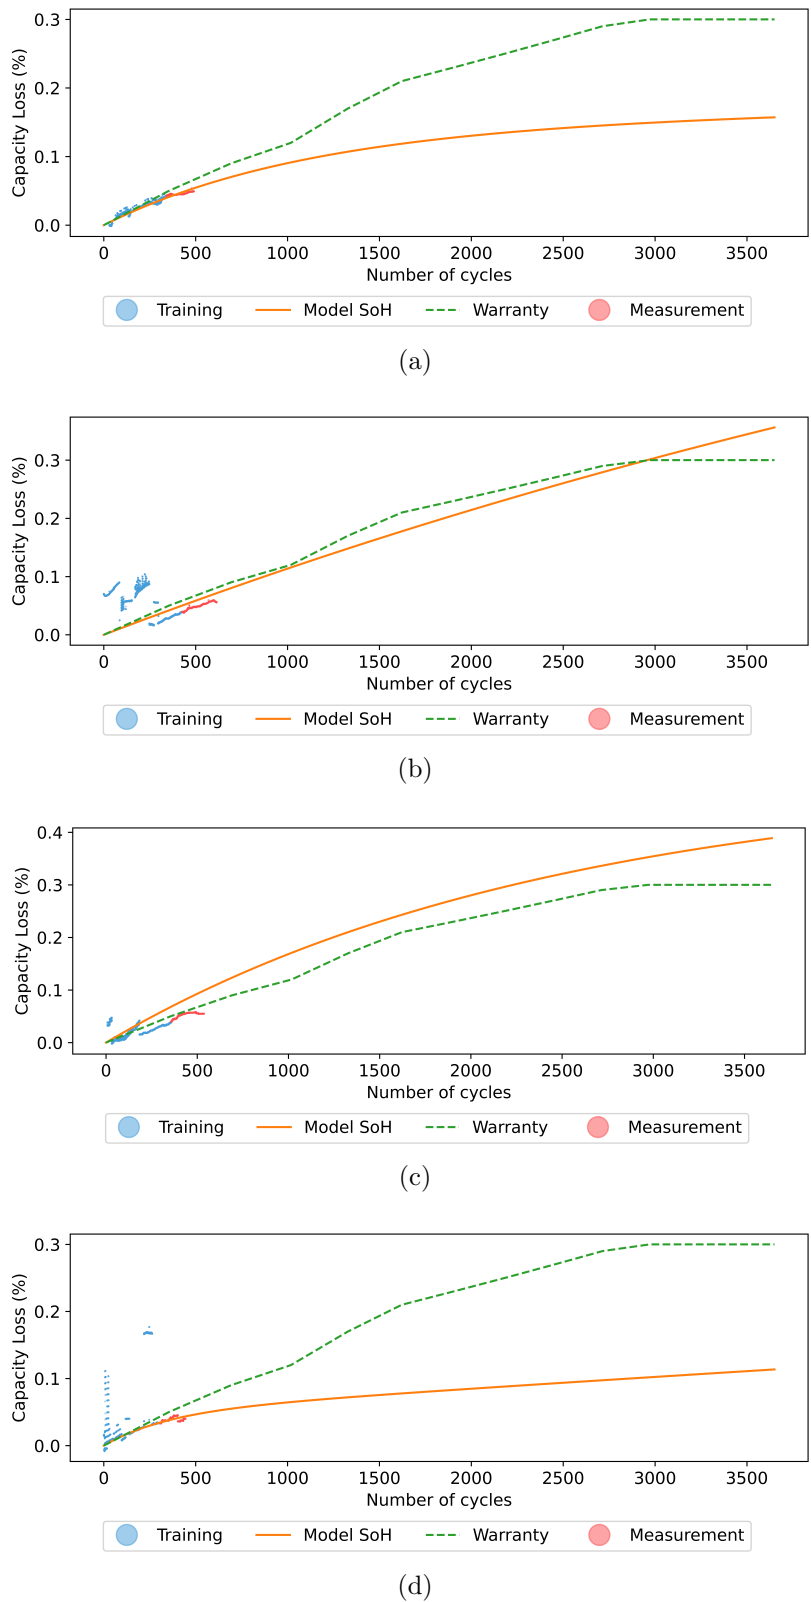 0.3
0.2
0.1
0.0
Capacity Loss (%)
0 500 1000 1500 2000 2500 3000 3500
Number of cycles
Training Model SoH Warranty Measurement
(a)
0.3
0.2
0.1
0.0
Capacity Loss (%)
0 500 1000 1500 2000 2500 3000 3500
Number of cycles
Training Model SoH Warranty Measurement
(b)
0.4
0.3
0.2
0.1
0.0
Capacity Loss (%)
0 500 1000 1500 2000 2500 3000 3500
Number of cycles
Training Model SoH Warranty Measurement
(c)
0.3
0.2
0.1
0.0
Capacity Loss (%)
0 500 1000 1500 2000 2500 3000 3500
Number of cycles
Training Model SoH Warranty Measurement
(d)